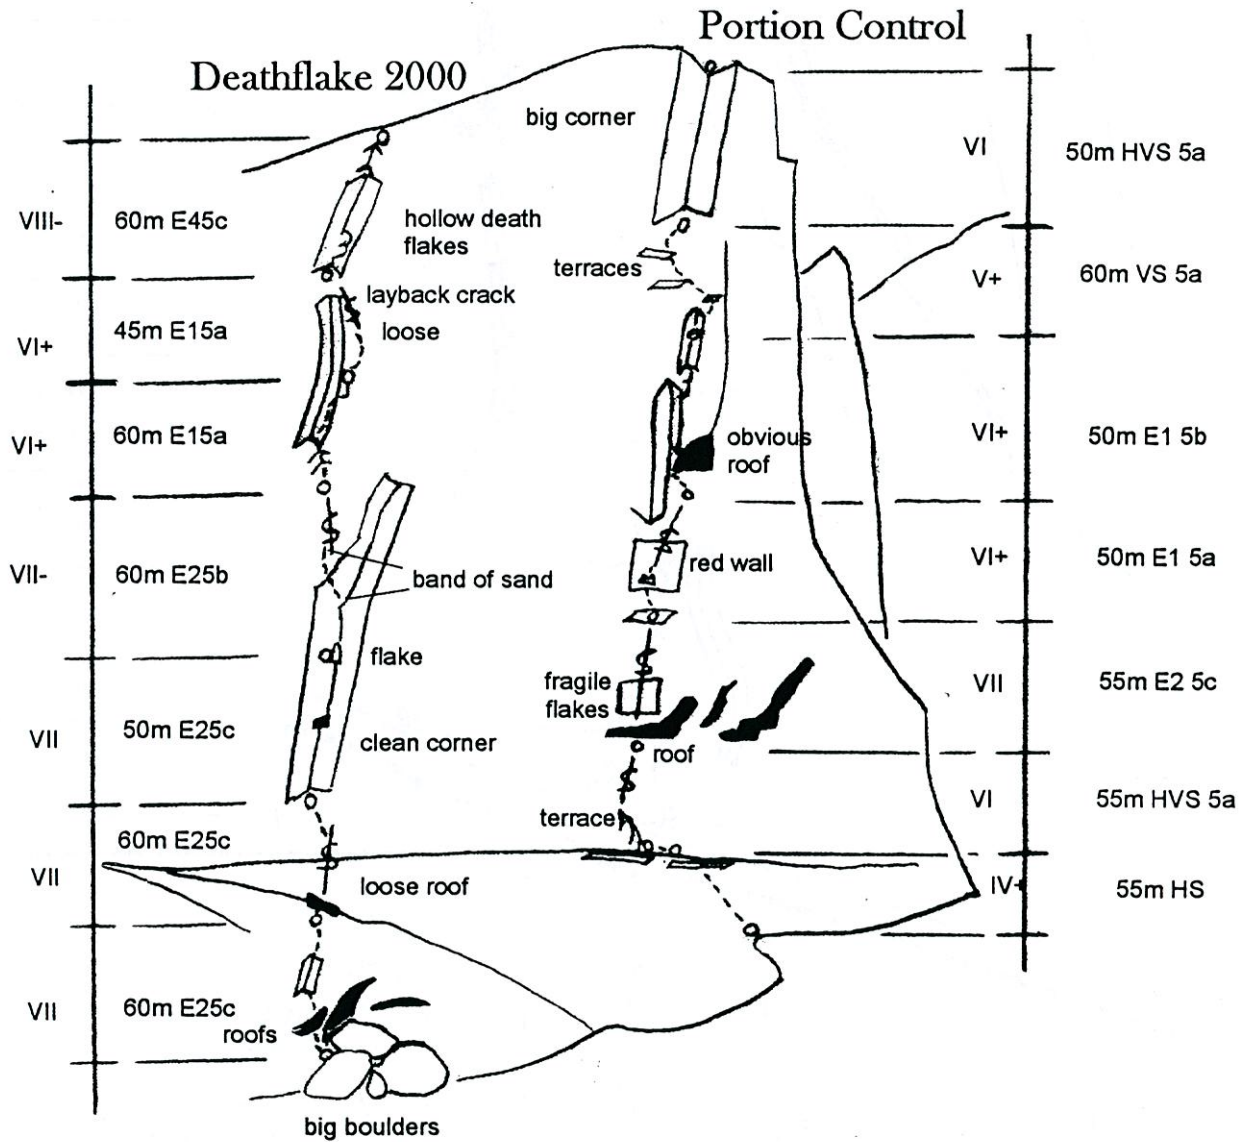 Portion Control
Deathflake 2000
big corner
VI
50m HVS 5a
VIII-
60m E45c
hollow death
flakes
terraces
V+
60m VS 5a
layback crack
45m E15a
loose
VI+
60m E15a
VI+
obvious
roof
VI+
50m E1 5b
VII-
60m E25b
band of sand
red wall
VI+
50m E1 5a
flake
fragile
flakes
VII
55m E2 5c
VII
50m E25c
clean corner
roof
VI
55m HVS 5a
terrace
60m E25c
VII
loose roof
IV+
55m HS
VII
60m E25c
roofs
big boulders